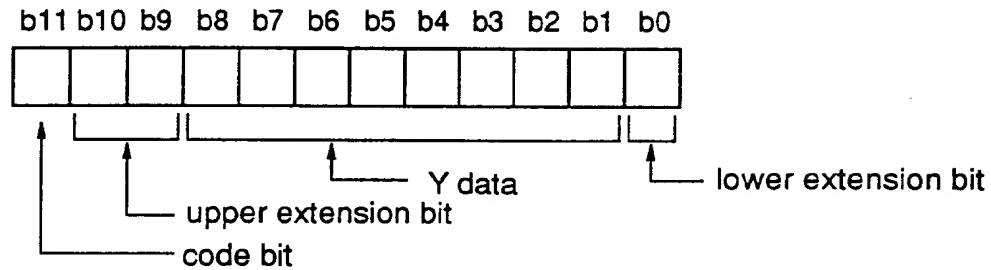 b11 b10 b9 b8 b7 b6 b5 b4 b3 b2 b1 b0
Y data
lower extension bit
upper extension bit
code bit